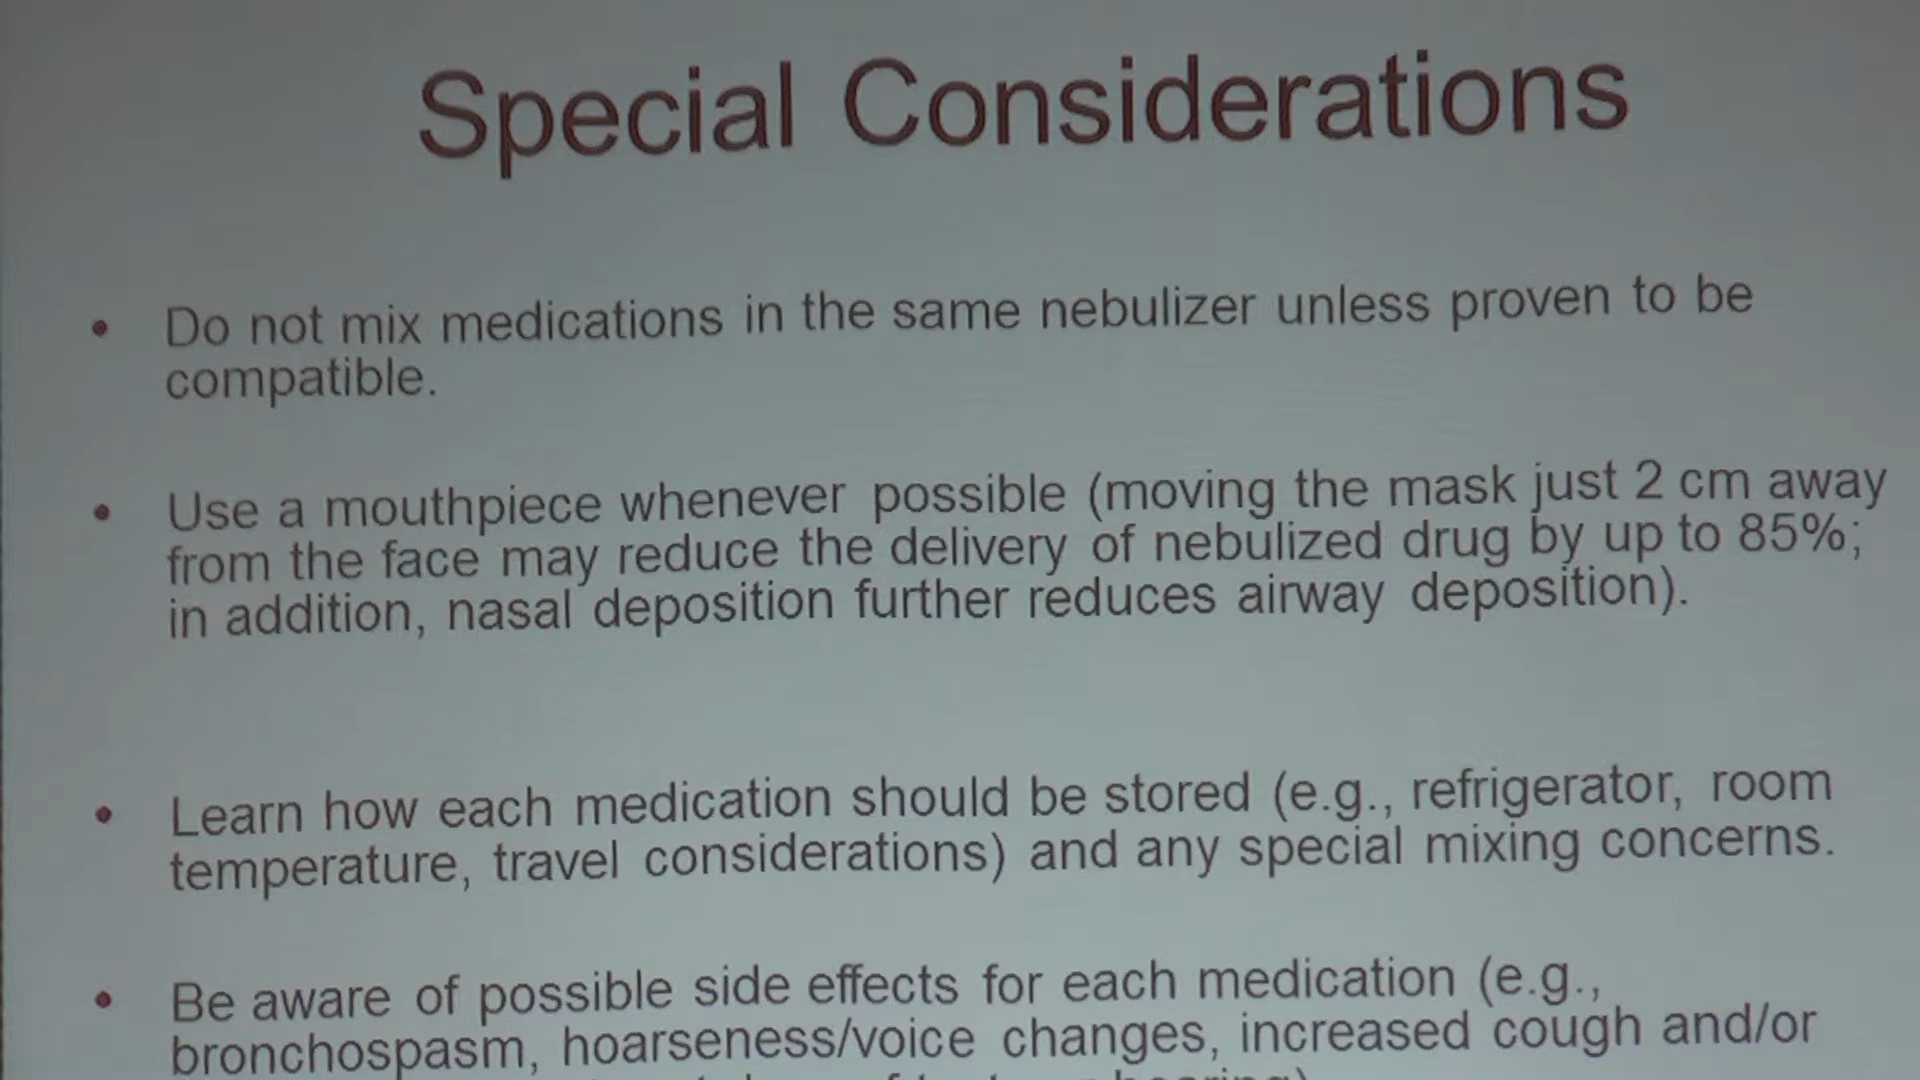 Special Considerations
• Do not mix medications in the same nebulizer unless proven to be
compatible.
• Use a mouthpiece whenever possible (moving the mask just 2 cm away
from the face may reduce the delivery of nebulized drug by up to 85%;
in addition, nasal deposition further reduces airway deposition).
• Learn how each medication should be stored (e.g., refrigerator, room
temperature, travel considerations) and any special mixing concerns.
• Be aware of possible side effects for each medication (e.g.,
bronchospasm, hoarseness/voice changes, increased cough and/or
hearing)